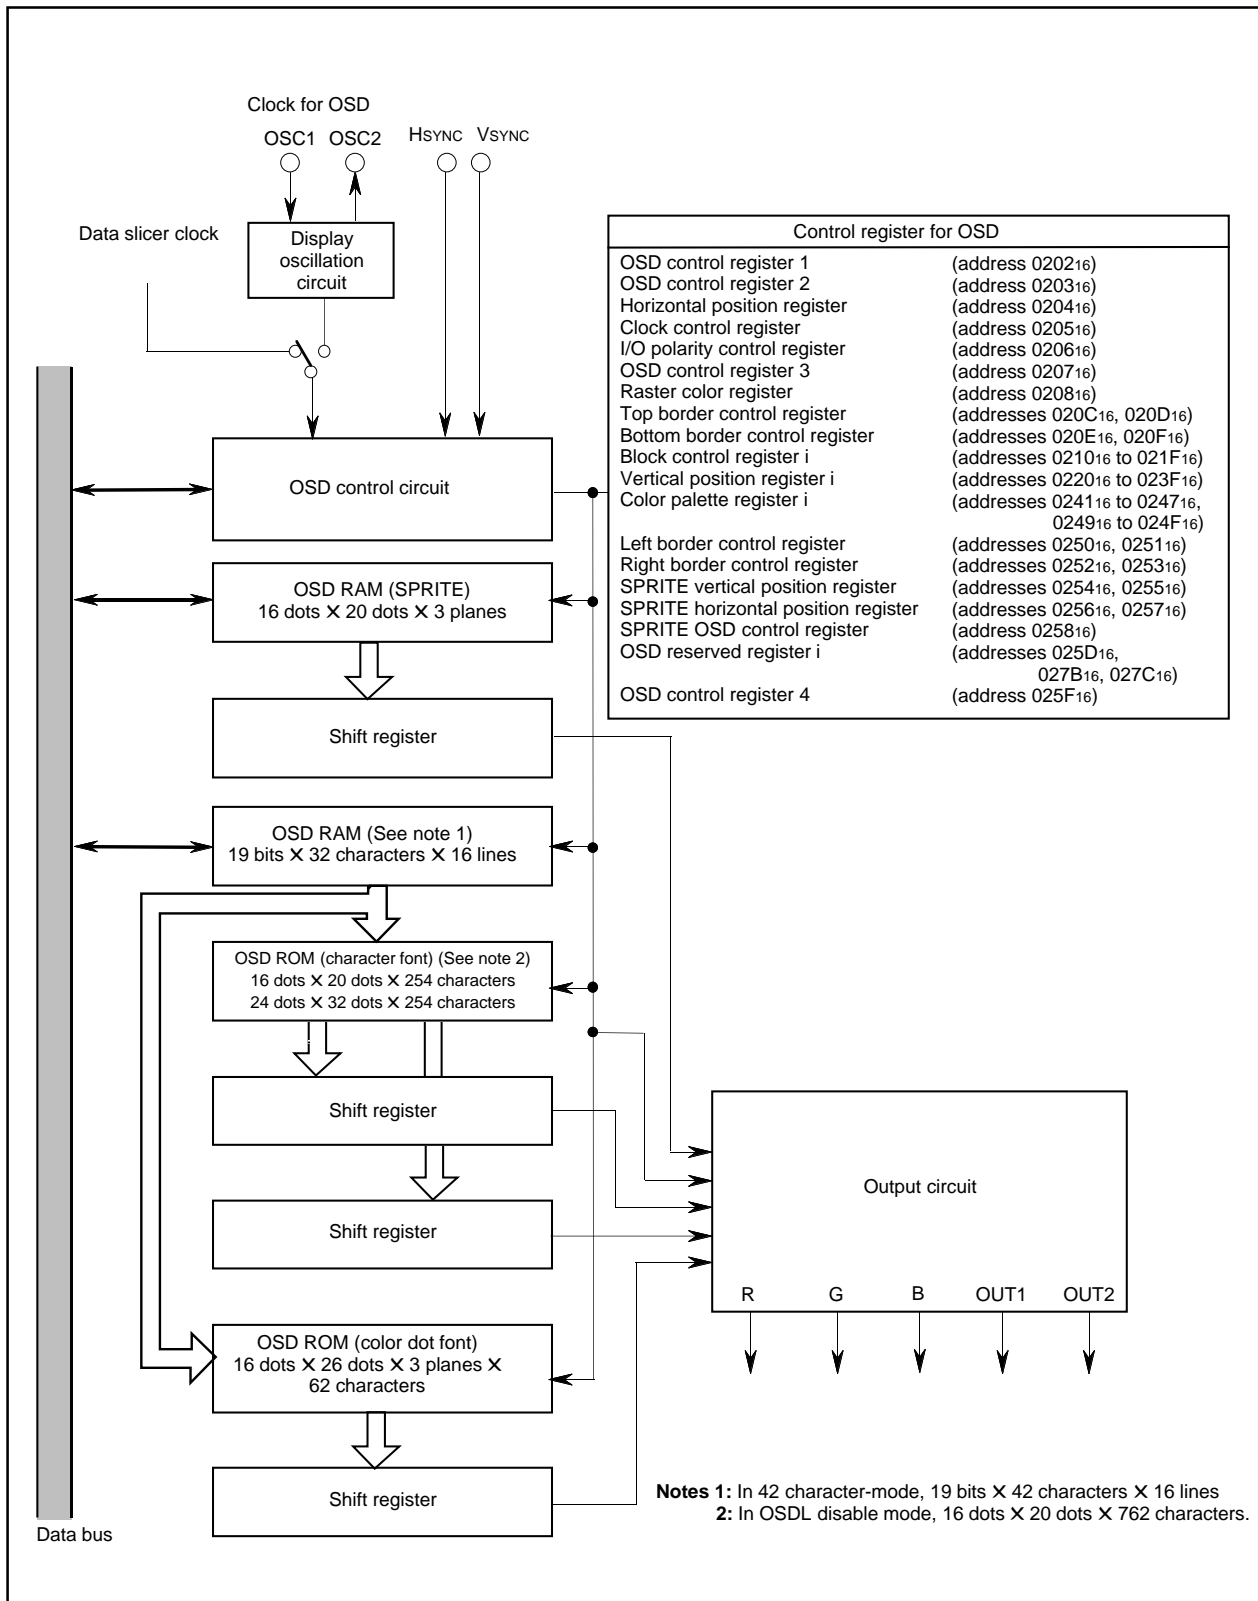 Clock for OSD
OSC1 OSC2 HSYNC VSYNC
Data slicer clock
Display
oscillation
circuit
Control register for OSD
OSD control register 1 (address 0202₁₆)
OSD control register 2 (address 0203₁₆)
Horizontal position register (address 0204₁₆)
Clock control register (address 0205₁₆)
I/O polarity control register (address 0206₁₆)
OSD control register 3 (address 0207₁₆)
Raster color register (address 0208₁₆)
Top border control register (addresses 020C₁₆, 020D₁₆)
Bottom border control register (addresses 020E₁₆, 020F₁₆)
Block control register i (addresses 0210₁₆ to 021F₁₆)
Vertical position register i (addresses 0220₁₆ to 023F₁₆)
Color palette register i (addresses 0241₁₆ to 0247₁₆,
0249₁₆ to 024F₁₆)
Left border control register (addresses 0250₁₆, 0251₁₆)
Right border control register (addresses 0252₁₆, 0253₁₆)
SPRITE vertical position register (addresses 0254₁₆, 0255₁₆)
SPRITE horizontal position register (addresses 0256₁₆, 0257₁₆)
SPRITE OSD control register (address 0258₁₆)
OSD reserved register i (addresses 025D₁₆,
027B₁₆, 027C₁₆)
OSD control register 4 (address 025F₁₆)
OSD control circuit
OSD RAM (SPRITE)
16 dots × 20 dots × 3 planes
Shift register
OSD RAM (See note 1)
19 bits × 32 characters × 16 lines
OSD ROM (character font) (See note 2)
16 dots × 20 dots × 254 characters
24 dots × 32 dots × 254 characters
Shift register
Shift register
Output circuit
R G B OUT1 OUT2
OSD ROM (color dot font)
16 dots × 26 dots × 3 planes ×
62 characters
Shift register
Data bus
Notes 1: In 42 character-mode, 19 bits × 42 characters × 16 lines
2: In OSDL disable mode, 16 dots × 20 dots × 762 characters.